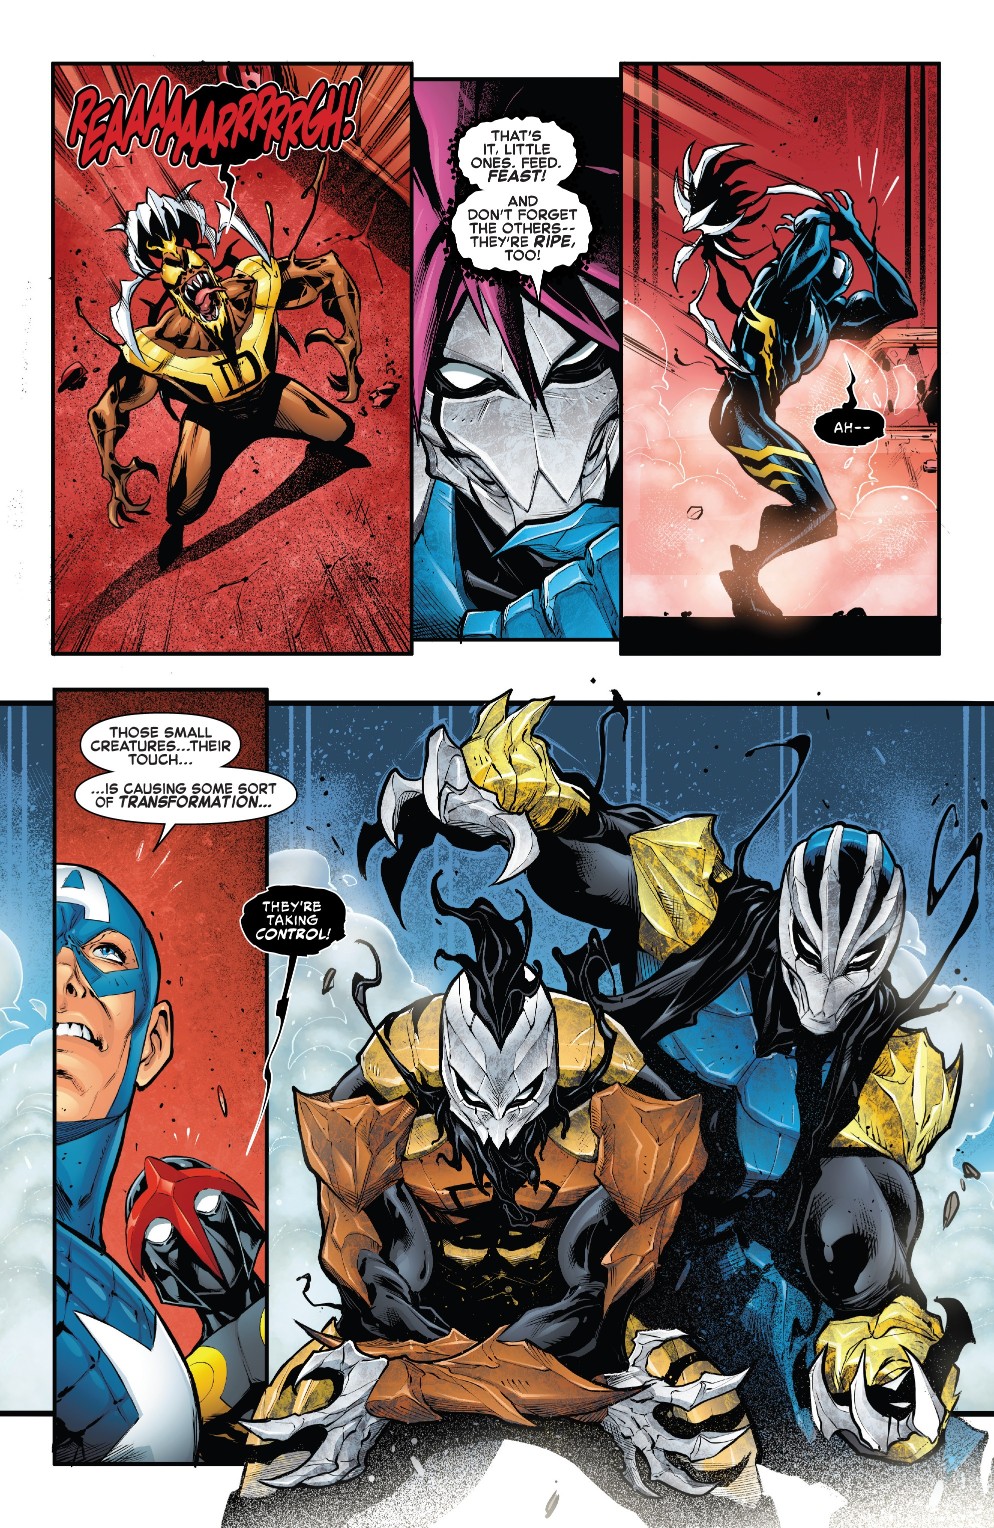 REAAAAAARRRRRGH!
THAT'S
IT, LITTLE
ONES. FEED.
FEAST!
AND
DON'T FORGET
THE OTHERS--
THEY'RE RIPE,
TOO!
AH--
THOSE SMALL
CREATURES...THEIR
TOUCH...
...IS CAUSING SOME SORT
OF TRANSFORMATION...
THEY'RE
TAKING
CONTROL!